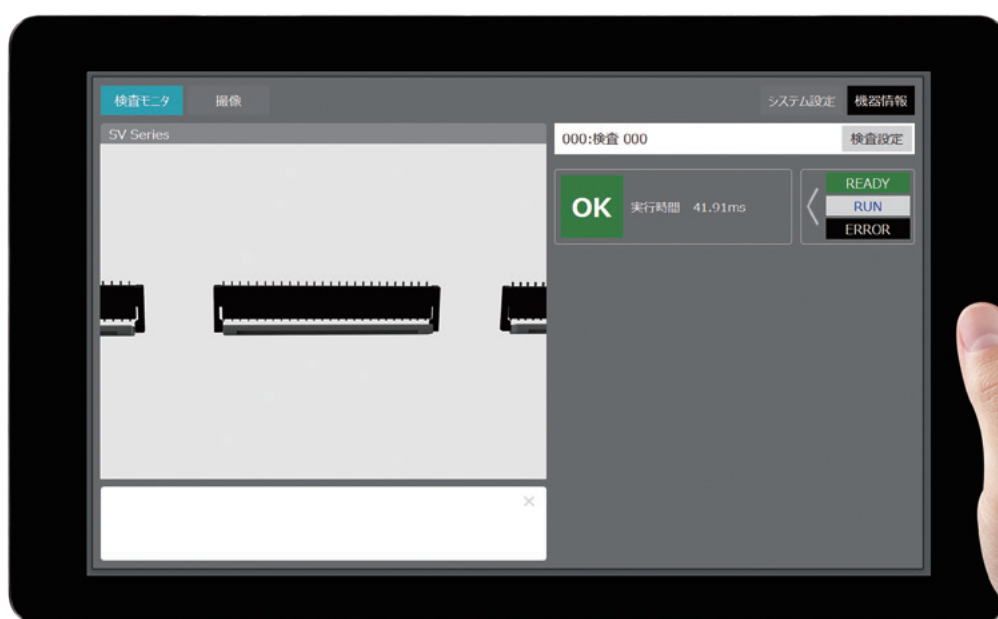 検査モニタ 撮像 システム設定 機器情報
SV Series
000:検査 000 検査設定
OK 実行時間 41.91ms
READY
RUN
ERROR